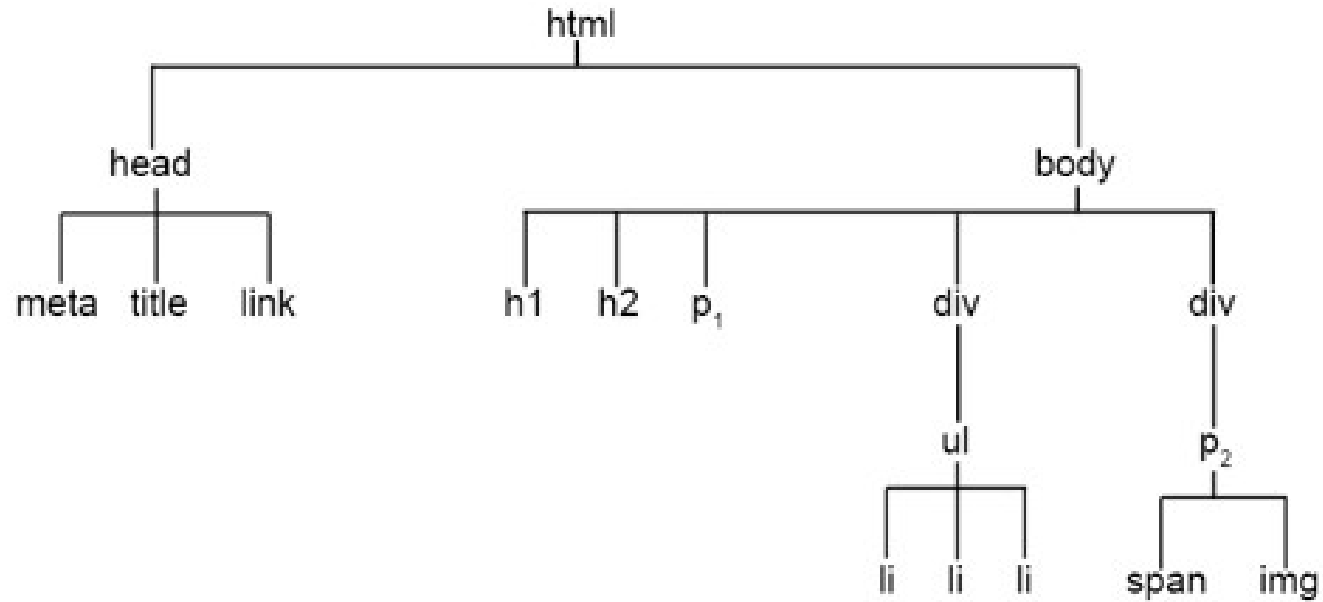 html
head body
meta title link h1 h2 p₁ div div
ul p₂
li li li span img